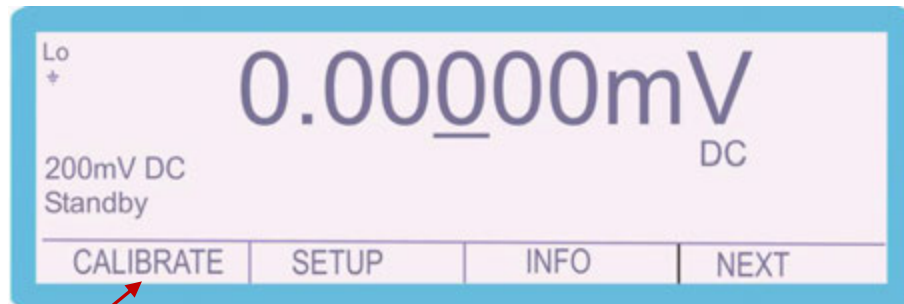 Lo
0.00000mV
DC
200mV DC
Standby
CALIBRATE SETUP INFO NEXT